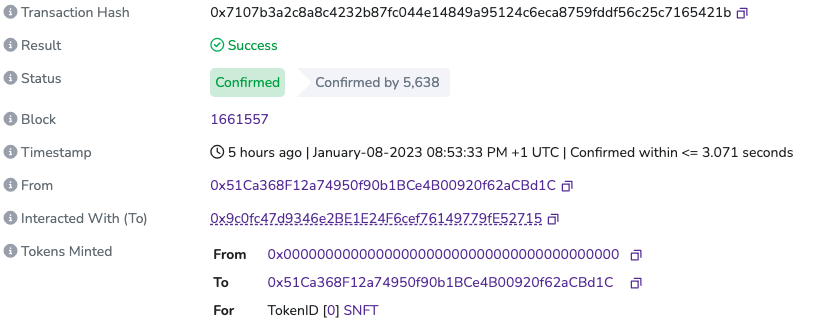 Transaction Hash 0x7107b3a2c8a8c4232b87fc044e14849a95124c6eca8759fddf56c25c7165421b
Result Success
Status Confirmed Confirmed by 5,638
Block 1661557
Timestamp 5 hours ago | January-08-2023 08:53:33 PM +1 UTC | Confirmed within <= 3.071 seconds
From 0x51Ca368F12a74950f90b1BCe4B00920f62aCBd1C
Interacted With (To) 0x9c0fc47d9346e2BE1E24F6cef76149779fE52715
Tokens Minted
From 0x0000000000000000000000000000000000000000
To 0x51Ca368F12a74950f90b1BCe4B00920f62aCBd1C
For TokenID [0] SNFT